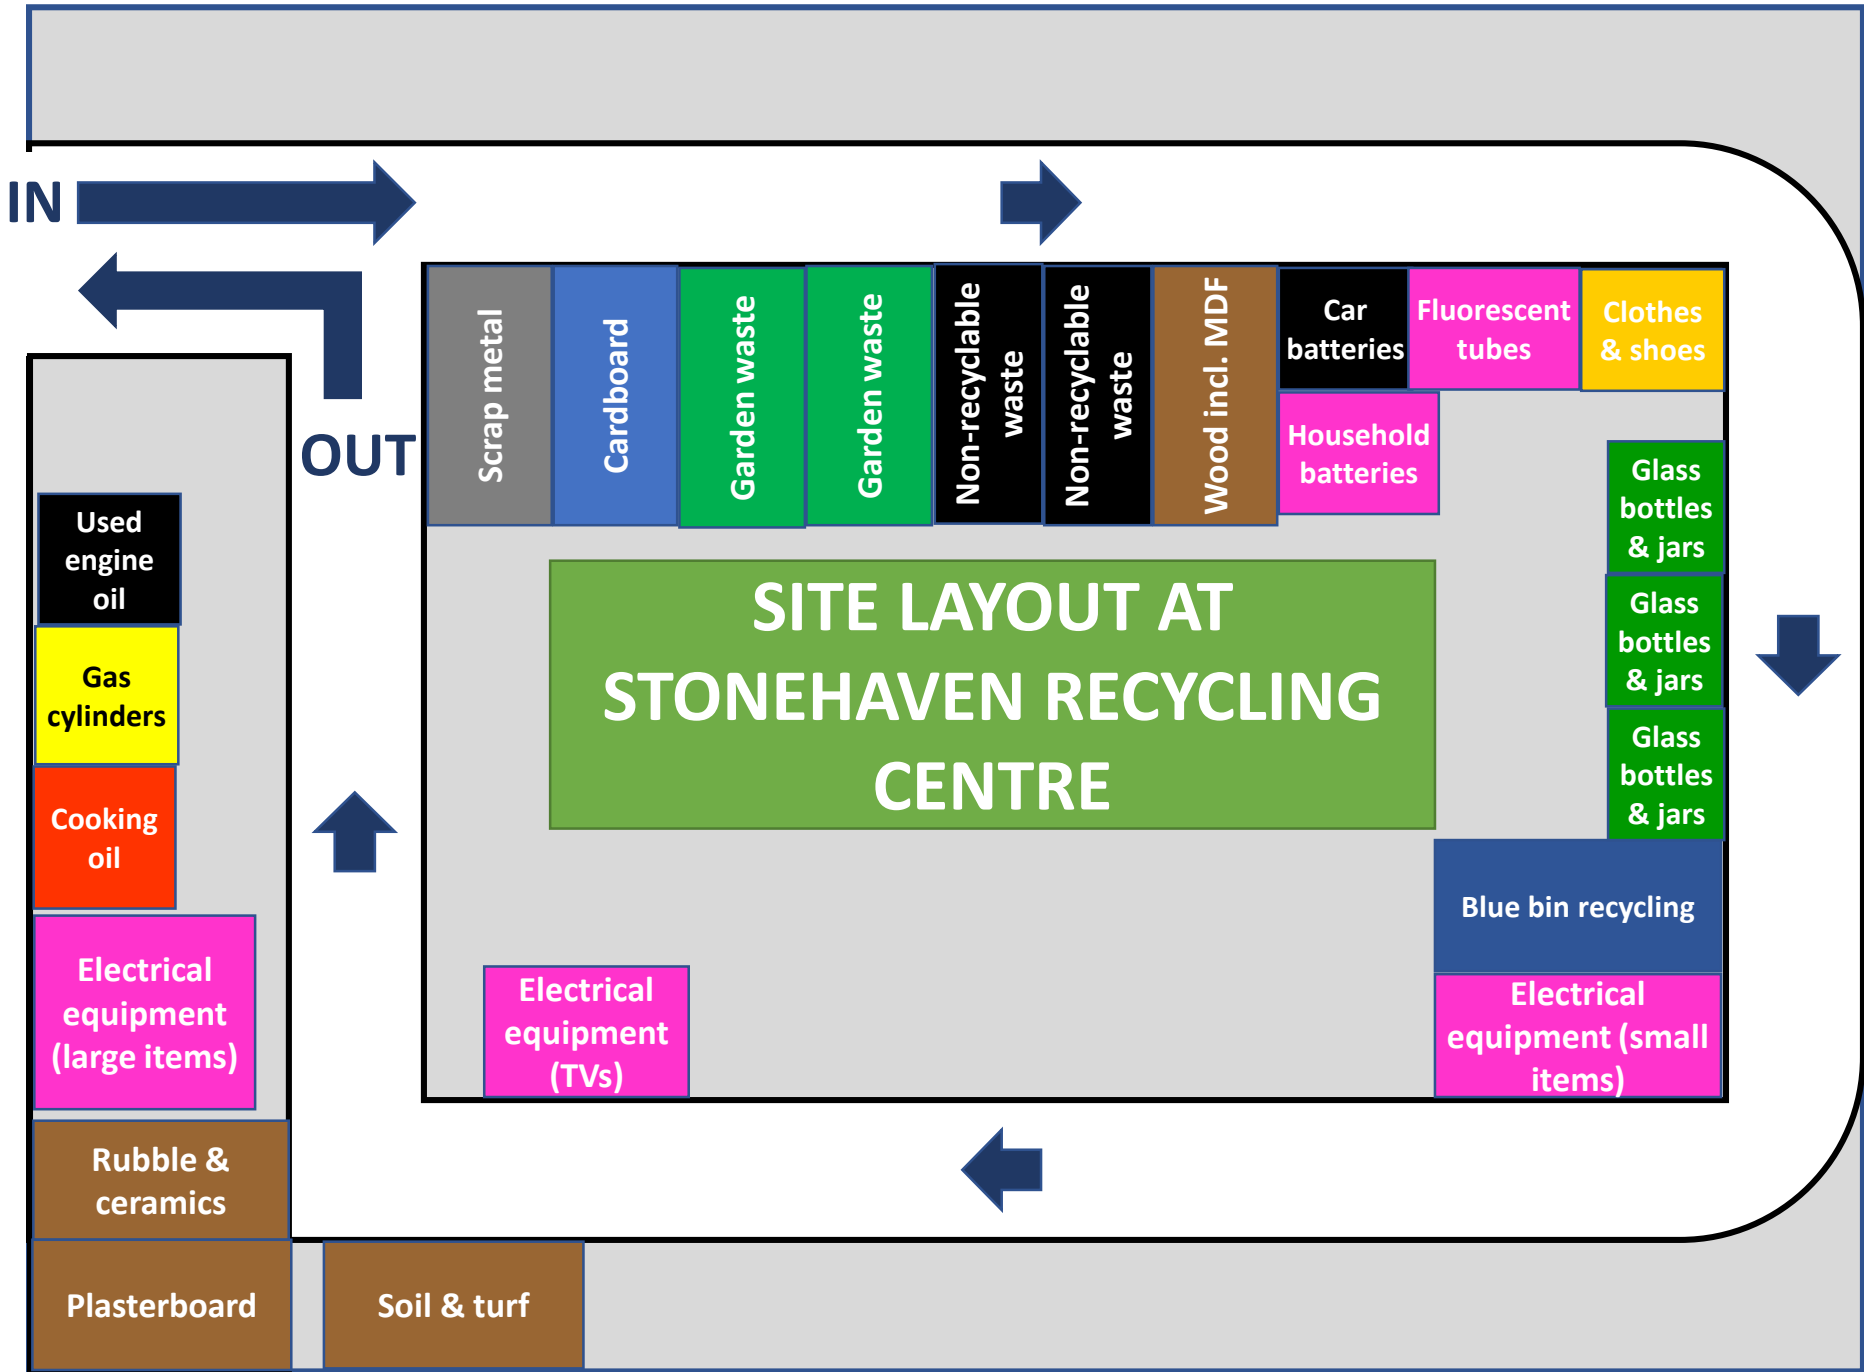 IN
OUT
Scrap metal
Cardboard
Garden waste
Garden waste
Non-recyclable
waste
Non-recyclable
waste
Wood incl. MDF
Car
batteries
Fluorescent
tubes
Clothes
& shoes
Household
batteries
Glass
bottles
& jars
Glass
bottles
& jars
Glass
bottles
& jars
Blue bin recycling
Electrical
equipment (small
items)
SITE LAYOUT AT
STONEHAVEN RECYCLING
CENTRE
Electrical
equipment
(TVs)
Used
engine
oil
Gas
cylinders
Cooking
oil
Electrical
equipment
(large items)
Rubble &
ceramics
Plasterboard
Soil & turf